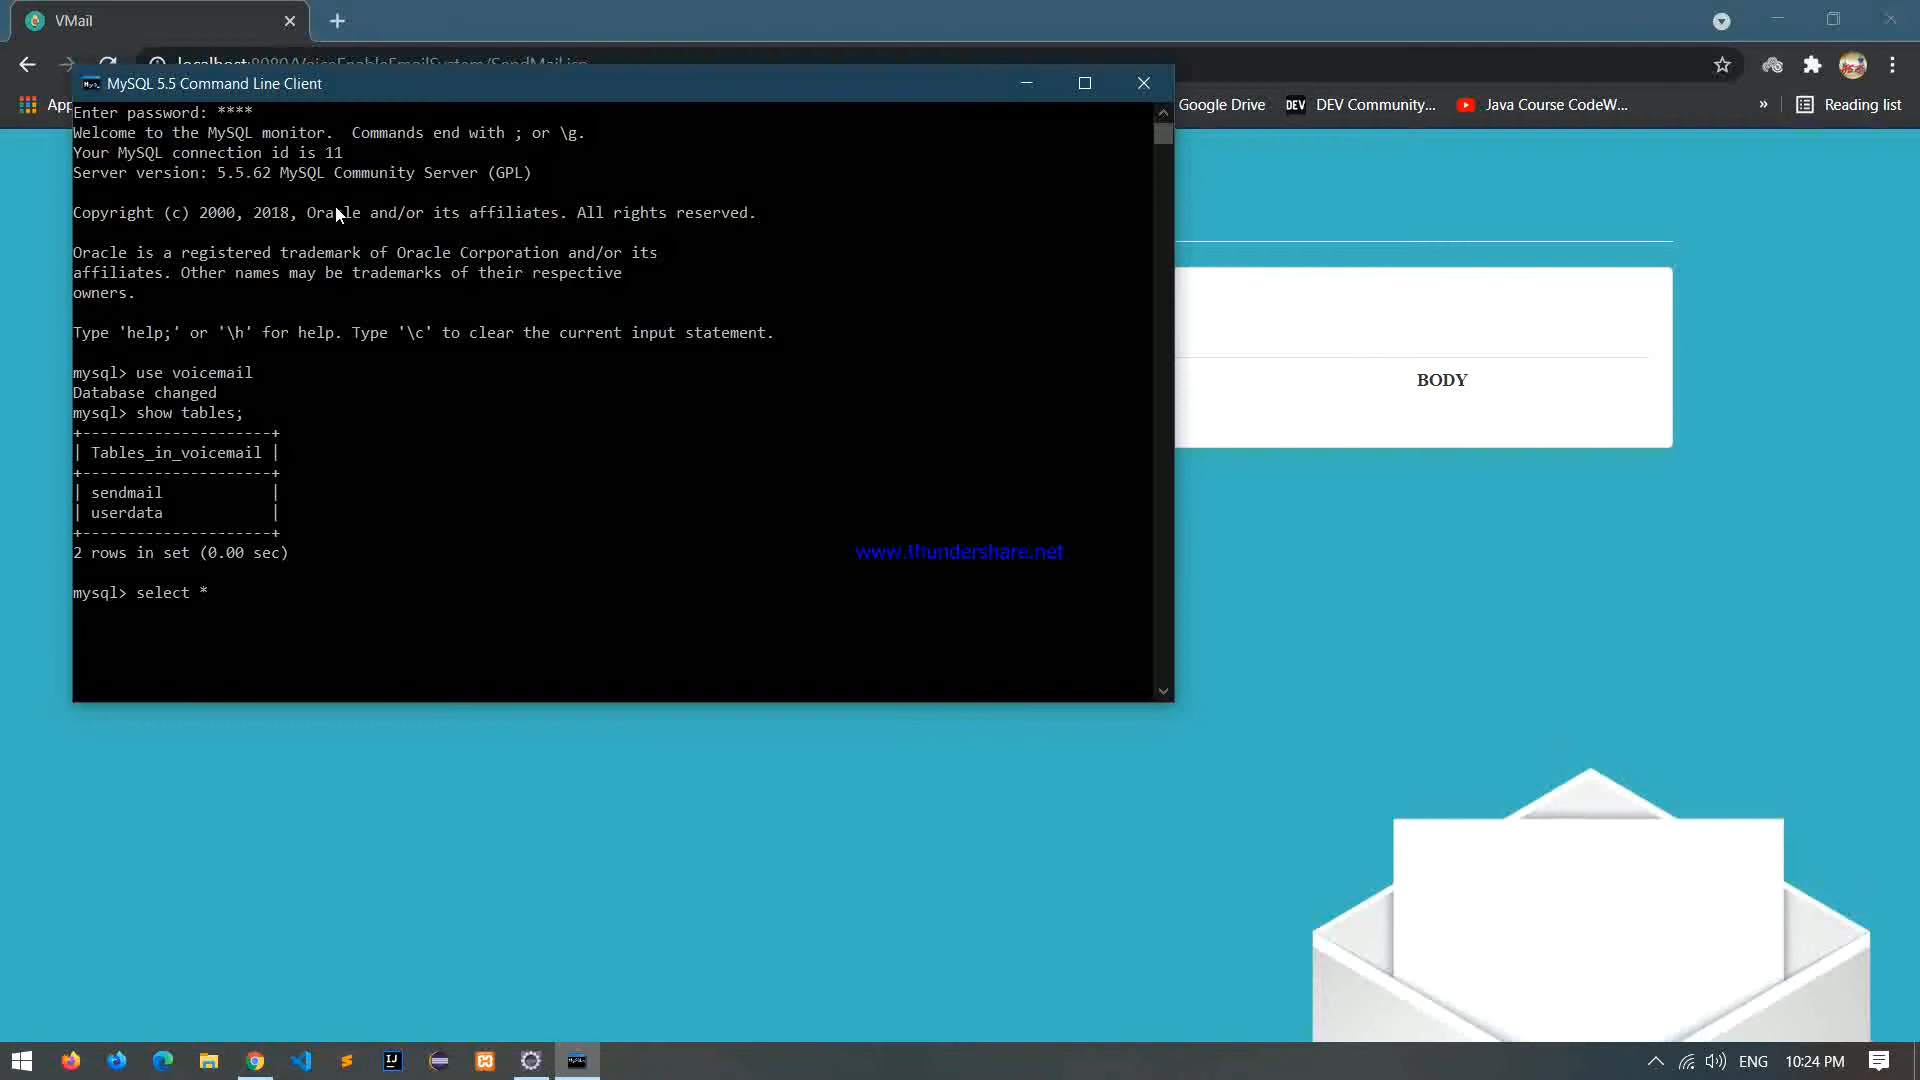 VMail
localhost:8080/VoiceEnableEmailSystem/SendMail.jsp
App
Google Drive
DEV
DEV Community...
Java Course CodeW...
»
Reading list
MySQL 5.5 Command Line Client
Enter password: ****
Welcome to the MySQL monitor.  Commands end with ; or \g.
Your MySQL connection id is 11
Server version: 5.5.62 MySQL Community Server (GPL)
Copyright (c) 2000, 2018, Oracle and/or its affiliates. All rights reserved.
Oracle is a registered trademark of Oracle Corporation and/or its
affiliates. Other names may be trademarks of their respective
owners.
Type 'help;' or '\h' for help. Type '\c' to clear the current input statement.
mysql> use voicemail
Database changed
mysql> show tables;
+---------------------+
| Tables_in_voicemail |
+---------------------+
| sendmail            |
| userdata            |
+---------------------+
2 rows in set (0.00 sec)
mysql> select *
BODY
www.thundershare.net
IJ
ENG
10:24 PM